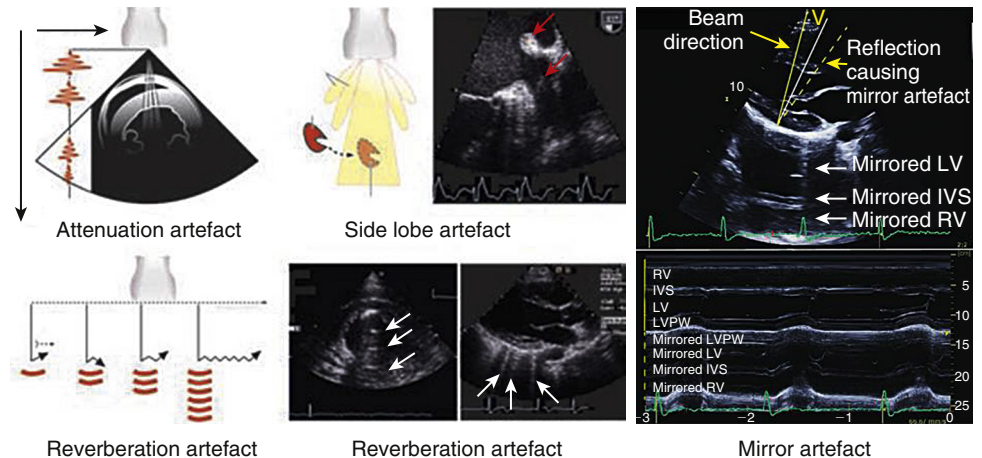 Attenuation artefact
Side lobe artefact
Beam
direction
V
Reflection
causing
mirror artefact
10
Mirrored LV
Mirrored IVS
Mirrored RV
RV
IVS
LV
LVPW
Mirrored LVPW
Mirrored LV
Mirrored IVS
Mirrored RV
5
10
15
20
25
-3
-2
-1
0
Reverberation artefact
Reverberation artefact
Mirror artefact